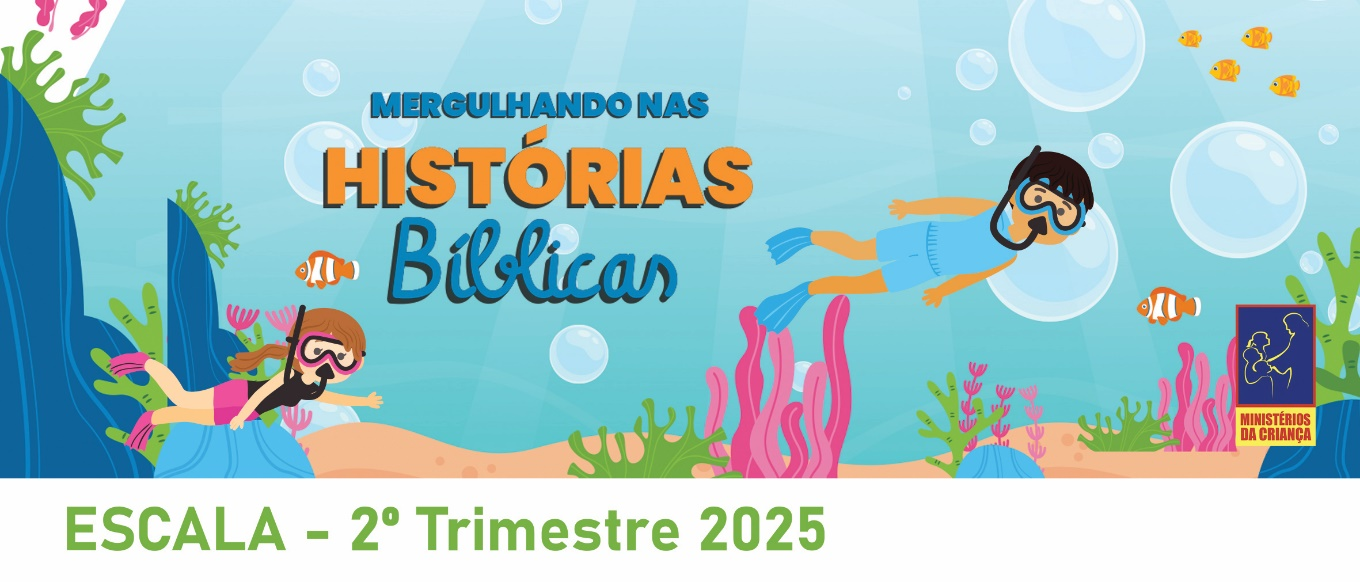 MERGULHANDO NAS
HISTÓRIAS
Bíblicas
MINISTÉRIOS
DA CRIANÇA
ESCALA - 2º Trimestre 2025